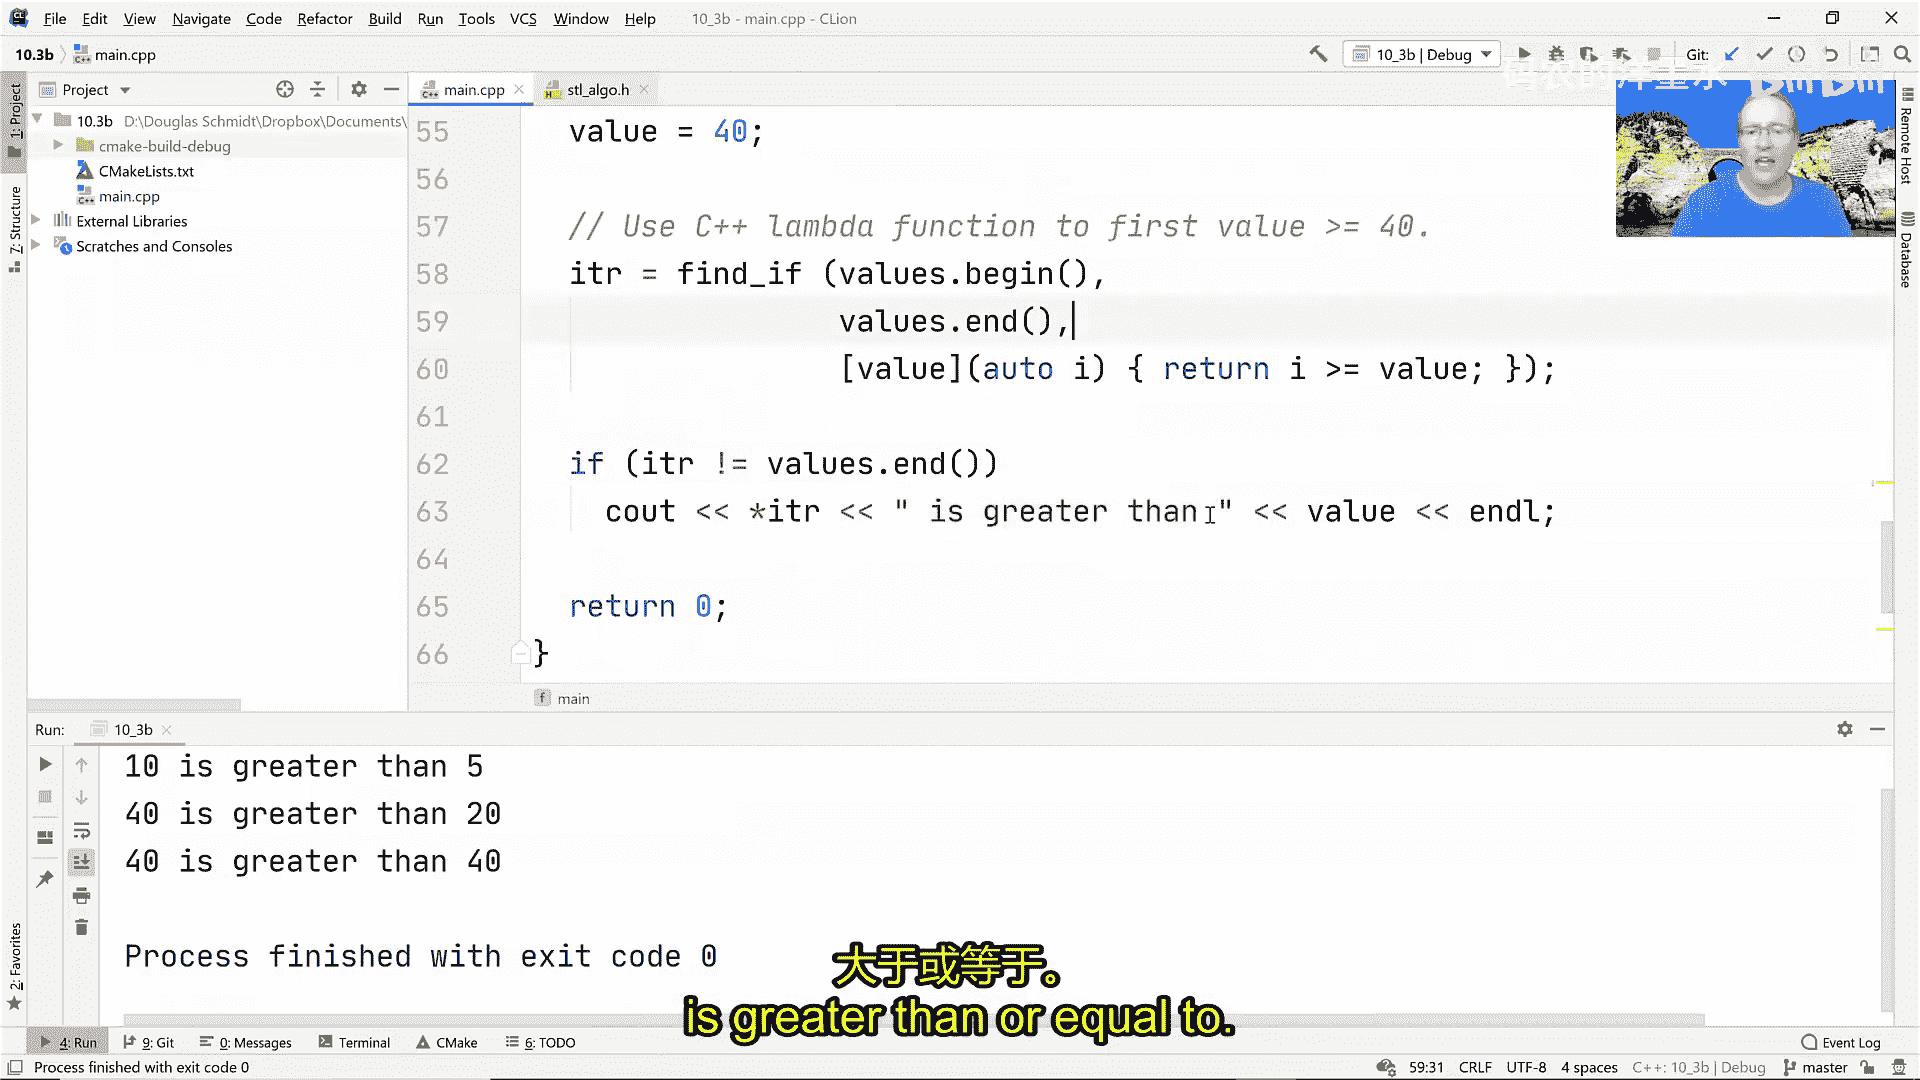 File Edit View Navigate Code Refactor Build Run Tools VCS Window Help 10_3b - main.cpp - CLion
10.3b main.cpp 10_3b | Debug Git:
Project main.cpp stl_algo.h
1: Project
7: Structure
2: Favorites
Remote Host
Database
10.3b D:\Douglas Schmidt\Dropbox\Documents\
cmake-build-debug
CMakeLists.txt
main.cpp
External Libraries
Scratches and Consoles
55 value = 40;
56
57 // Use C++ lambda function to first value >= 40.
58 itr = find_if (values.begin(),
59 values.end(),
60 [value](auto i) { return i >= value; });
61
62 if (itr != values.end())
63 cout << *itr << " is greater than " << value << endl;
64
65 return 0;
66 }
main
Run: 10_3b
10 is greater than 5
40 is greater than 20
40 is greater than 40
Process finished with exit code 0
大于或等于。
is greater than or equal to.
4: Run 9: Git 0: Messages Terminal CMake 6: TODO Event Log
Process finished with exit code 0 59:31 CRLF UTF-8 4 spaces C++: 10_3b | Debug master